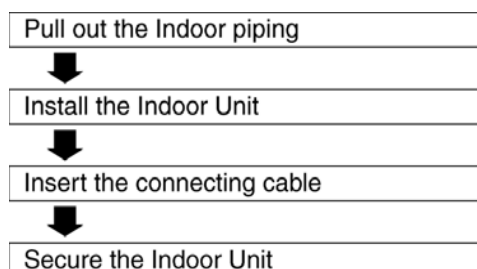 Pull out the Indoor piping
Install the Indoor Unit
Insert the connecting cable
Secure the Indoor Unit